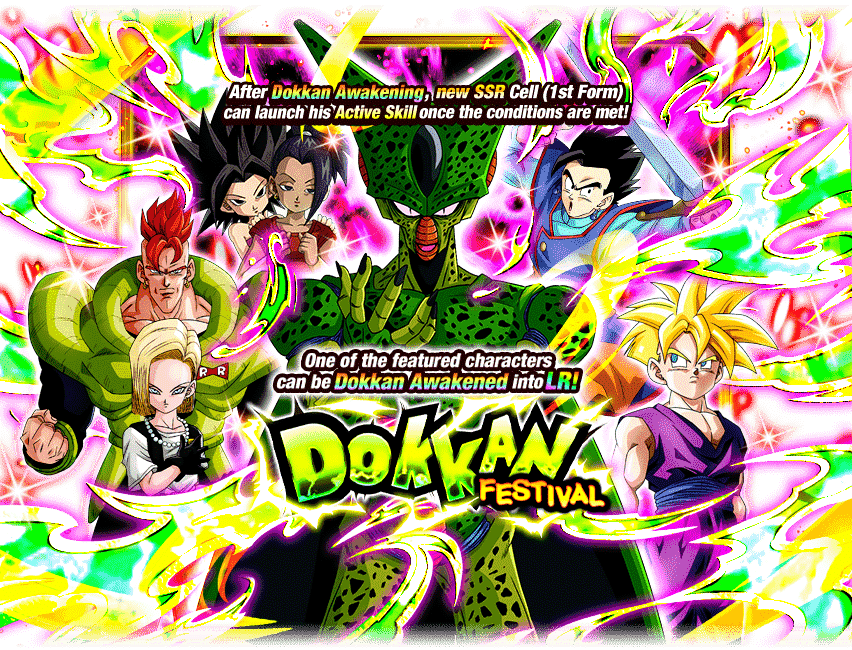 After Dokkan Awakening, new SSR Cell (1st Form)
can launch his Active Skill once the conditions are met!
R R
One of the featured characters
can be Dokkan Awakened into LR!
DOKKAN
FESTIVAL